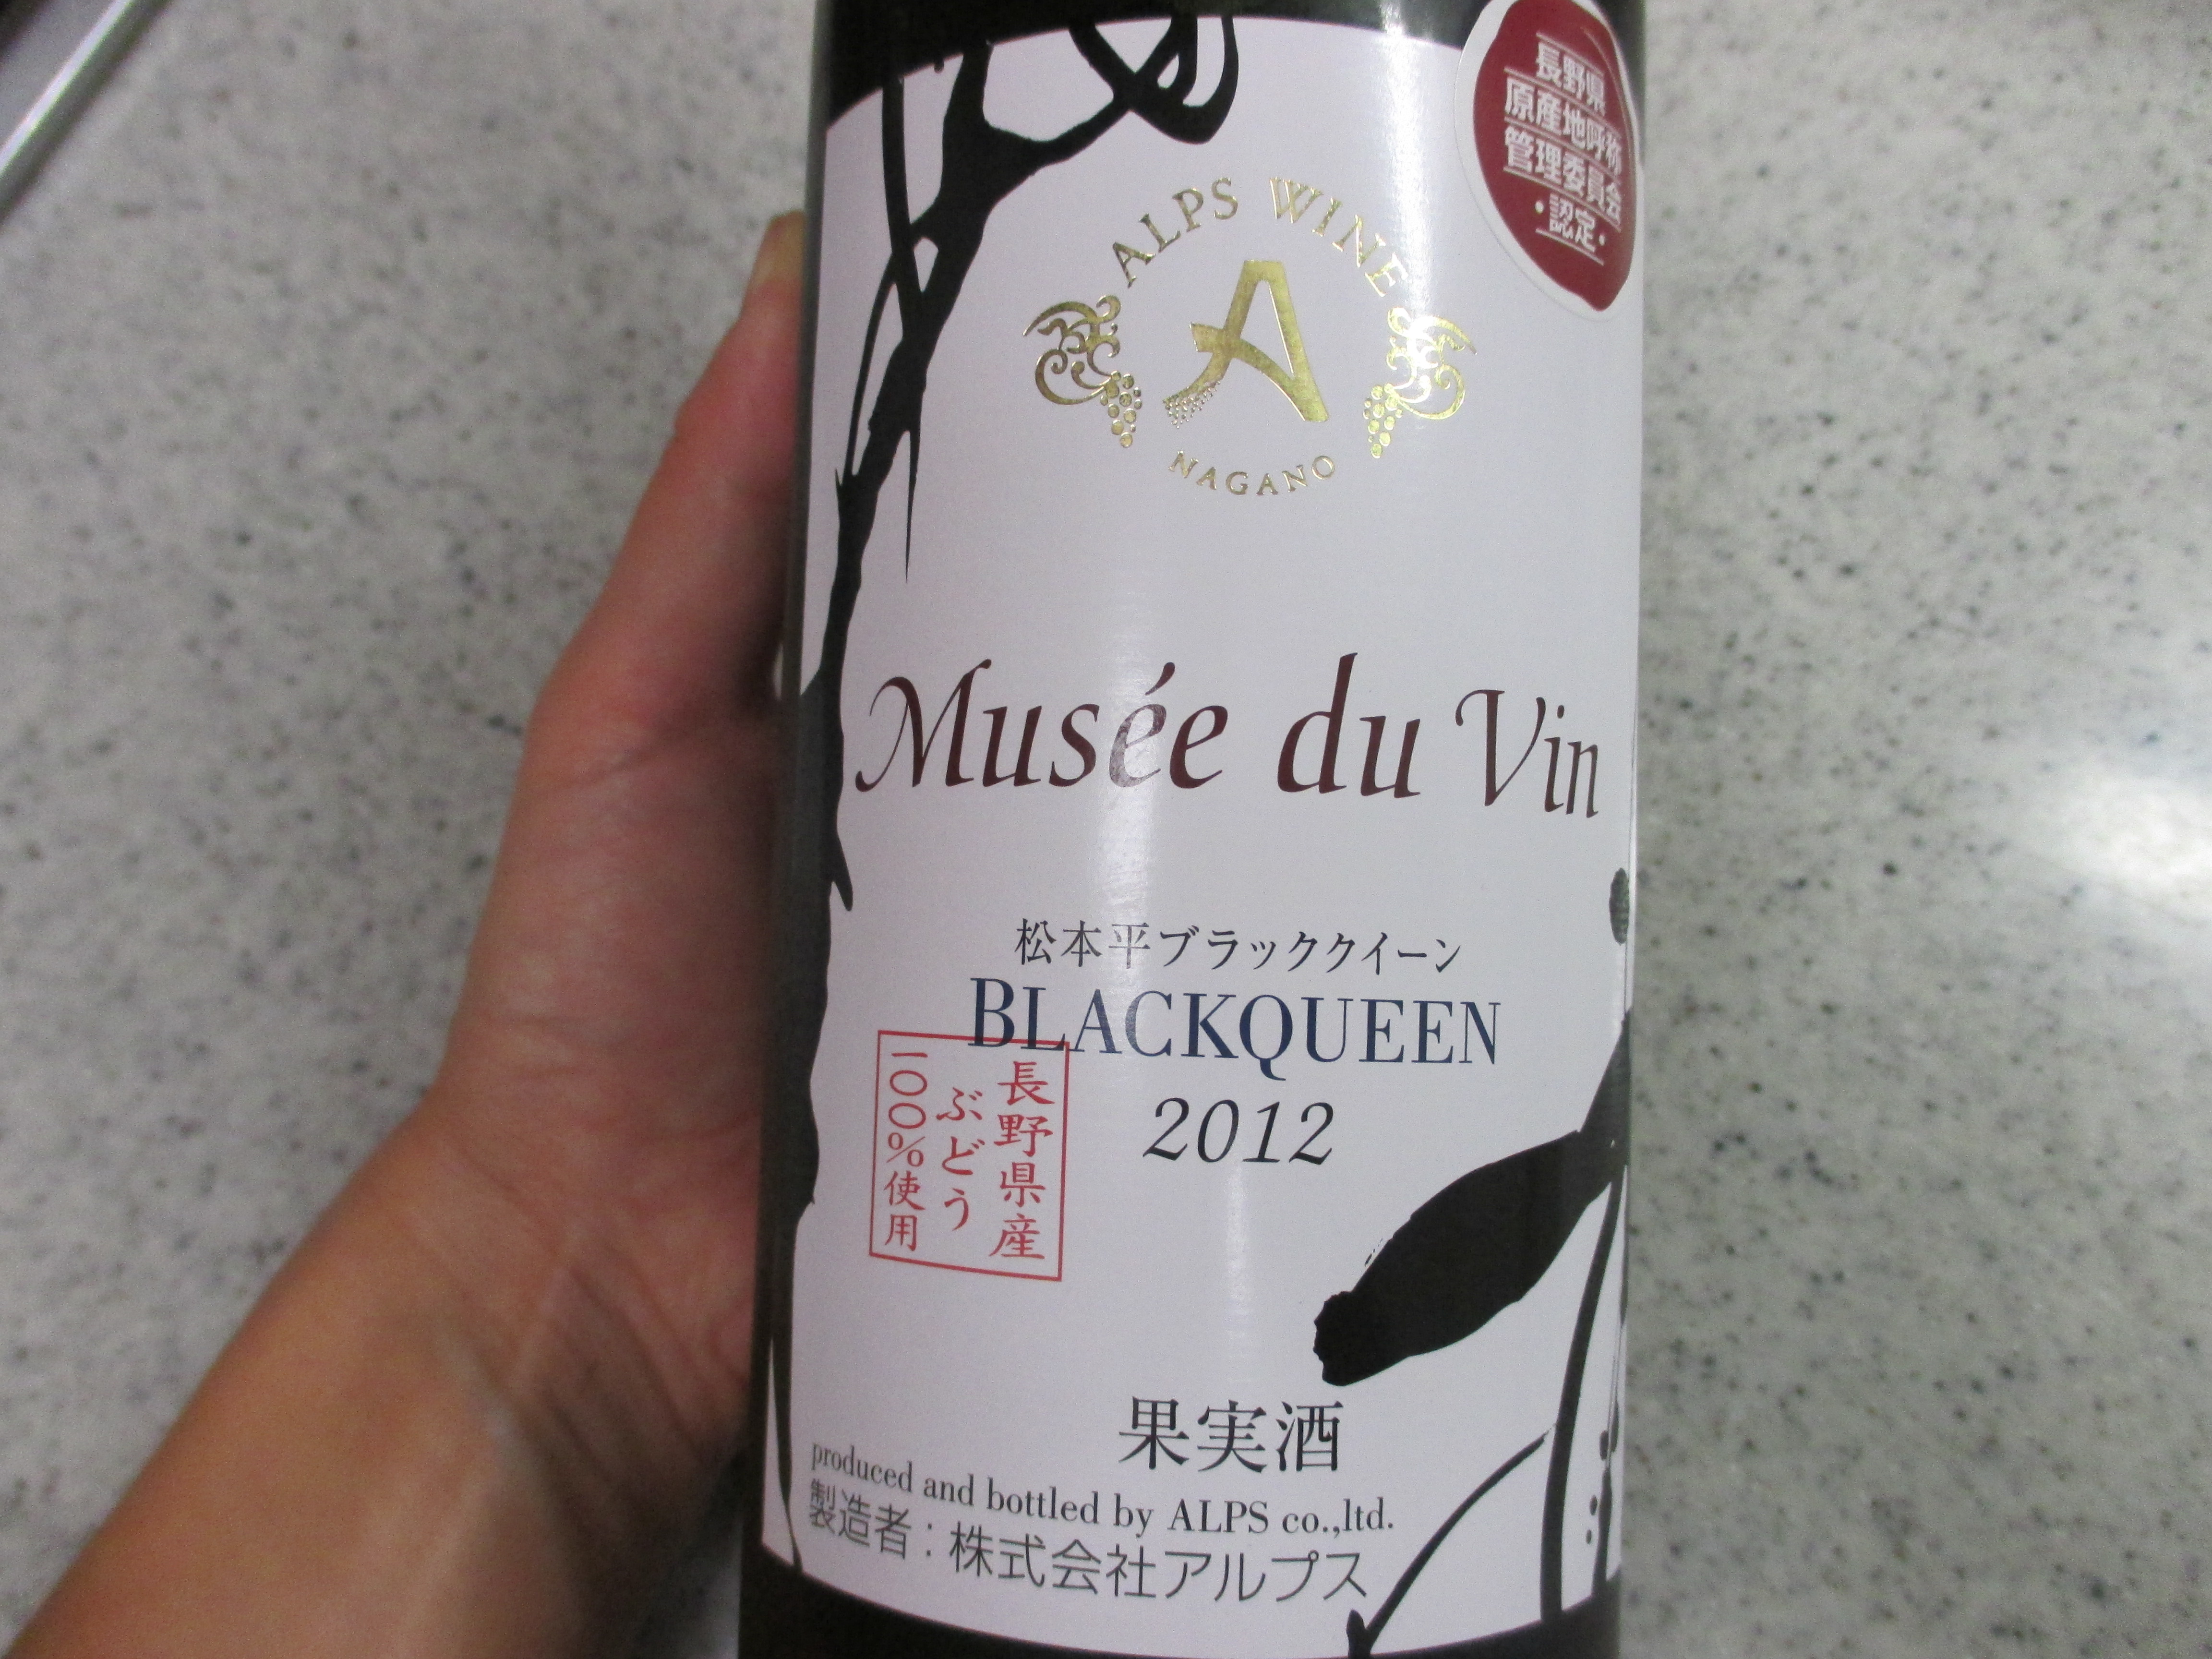 長野県
原産地呼称
管理委員会
・認定・
ALPS WINE
A
NAGANO
Musée du Vin
松本平ブラッククイーン
BLACKQUEEN
2012
長野県産
ぶどう
一〇〇%使用
果実酒
produced and bottled by ALPS co.,ltd.
製造者:株式会社アルプス